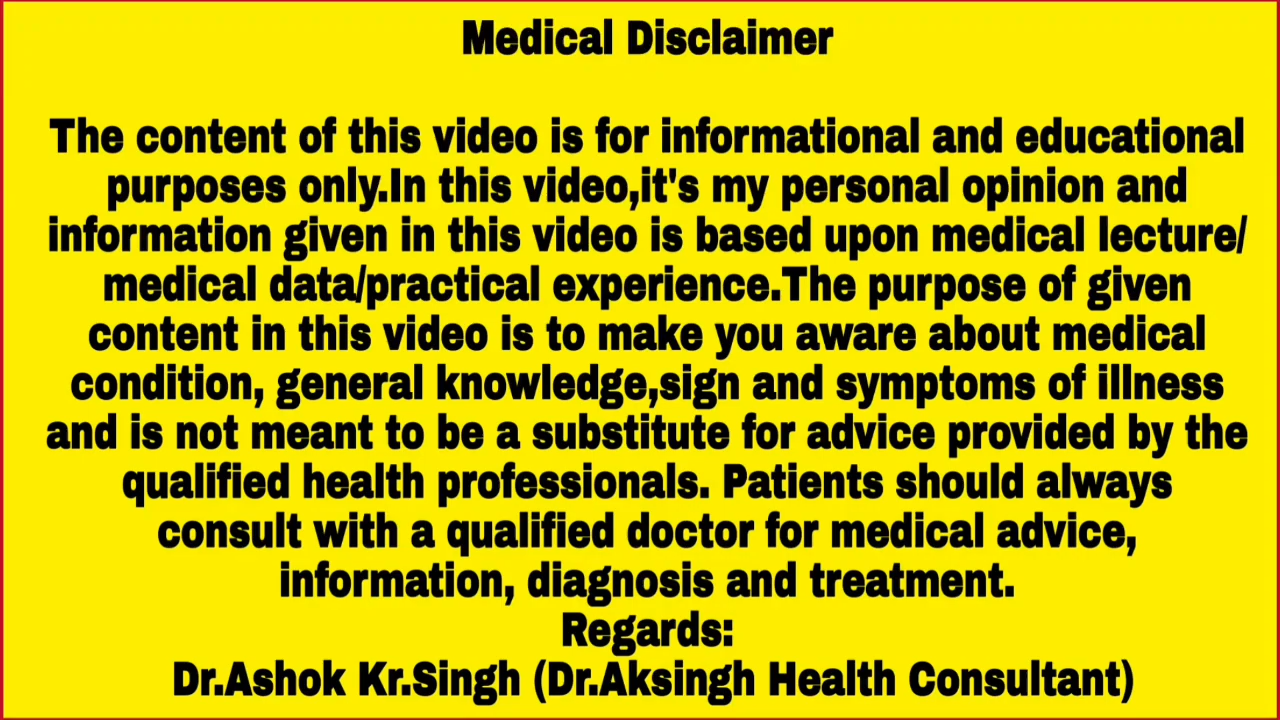 Medical Disclaimer
The content of this video is for informational and educational
purposes only.In this video,it's my personal opinion and
information given in this video is based upon medical lecture/
medical data/practical experience.The purpose of given
content in this video is to make you aware about medical
condition, general knowledge,sign and symptoms of illness
and is not meant to be a substitute for advice provided by the
qualified health professionals. Patients should always
consult with a qualified doctor for medical advice,
information, diagnosis and treatment.
Regards:
Dr.Ashok Kr.Singh (Dr.Aksingh Health Consultant)